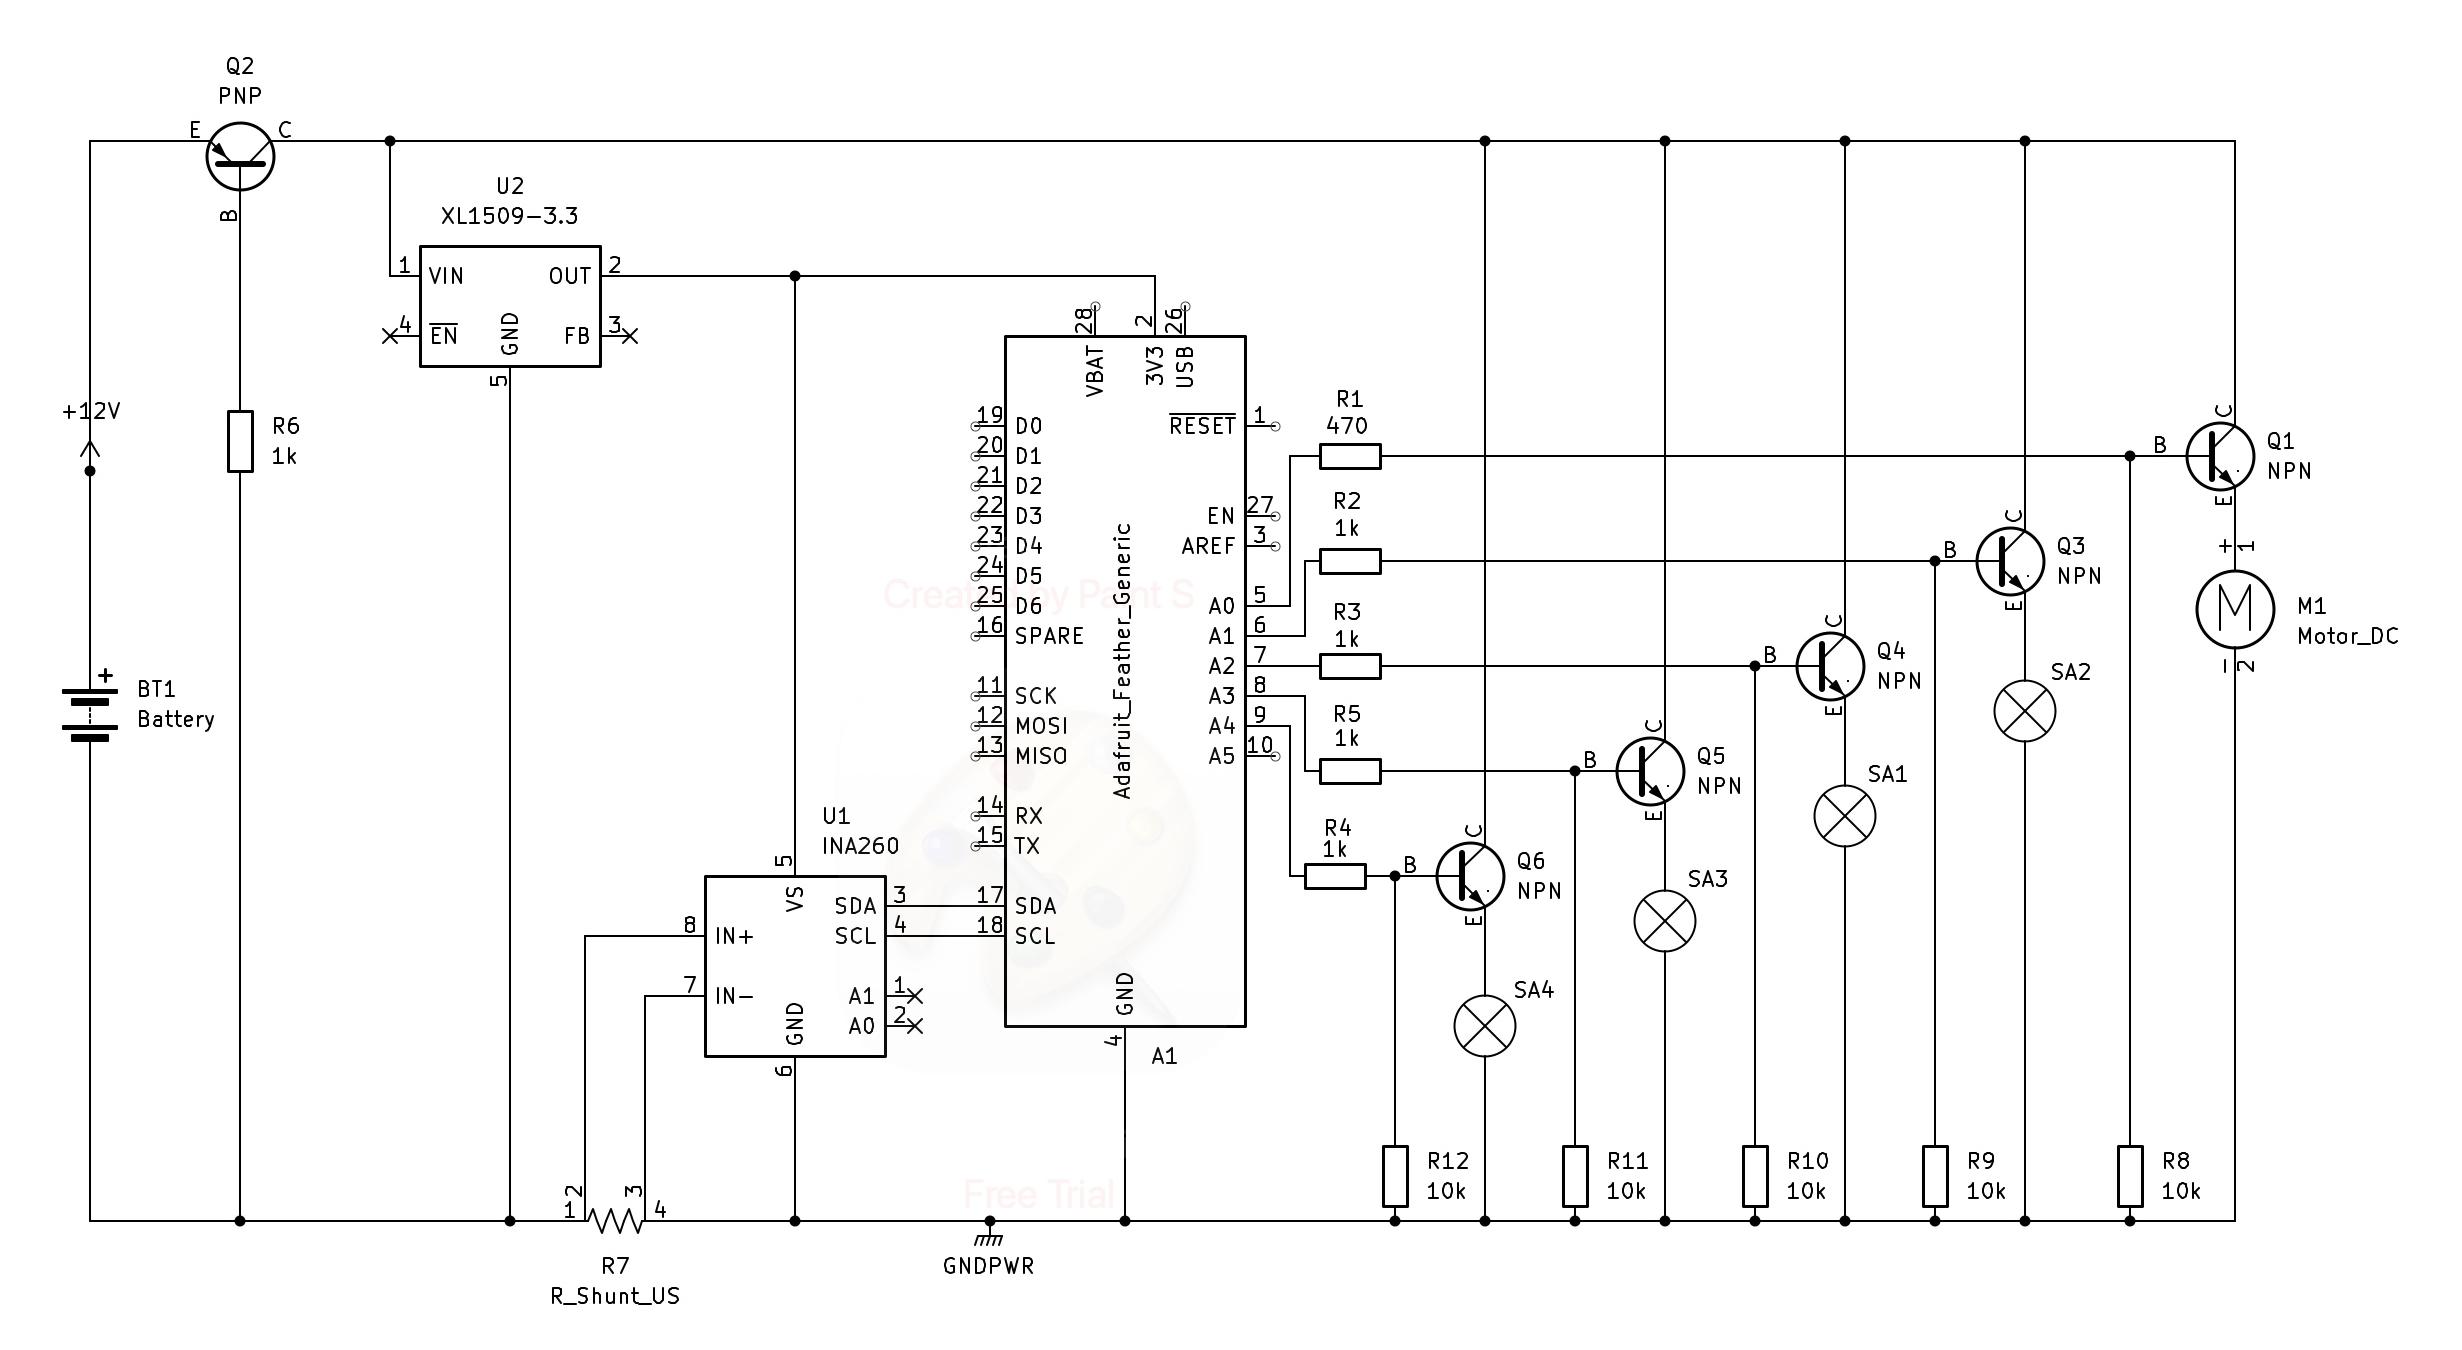 Q2
PNP
E
C
B
U2
XL1509-3.3
1
VIN
OUT
2
4
EN
GND
FB
3
5
+12V
R6
1k
BT1
Battery
+
28
2
26
VBAT
3V3
USB
19
D0
RESET
1
20
D1
21
D2
22
D3
EN
27
23
D4
AREF
3
24
D5
25
D6
A0
5
16
SPARE
A1
6
A2
7
11
SCK
A3
8
12
MOSI
A4
9
13
MISO
A5
10
14
RX
15
TX
17
SDA
18
SCL
GND
4
A1
Adafruit_Feather_Generic
Created by Paint S
Free Trial
U1
INA260
5
VS
SDA
3
8
IN+
SCL
4
7
IN-
A1
1
GND
A0
2
6
1
2
3
4
R7
R_Shunt_US
GNDPWR
R1
470
R2
1k
R3
1k
R5
1k
R4
1k
B
C
E
Q1
NPN
+
1
M
M1
Motor_DC
-
2
B
C
E
Q3
NPN
SA2
B
C
E
Q4
NPN
SA1
B
C
E
Q5
NPN
SA3
B
C
E
Q6
NPN
SA4
R12
10k
R11
10k
R10
10k
R9
10k
R8
10k